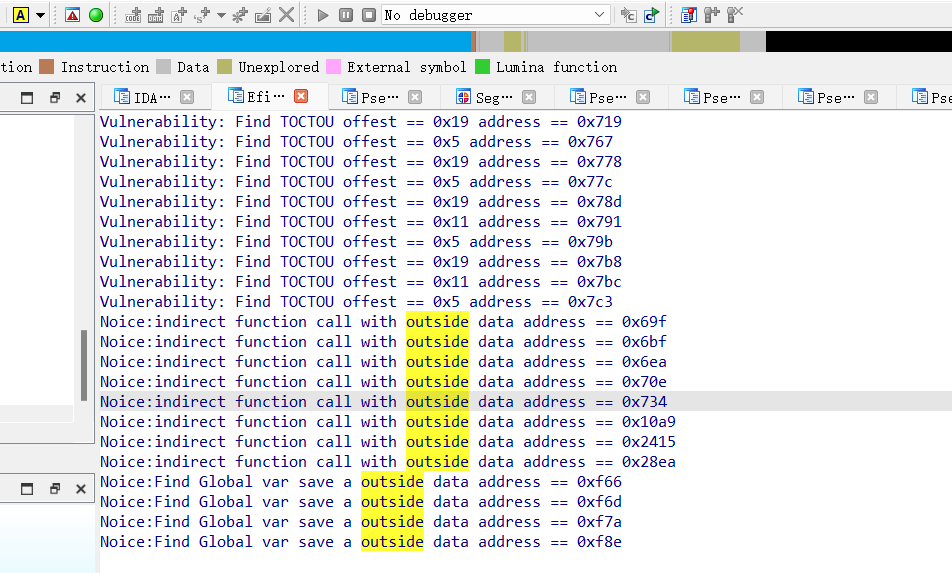 No debugger
tion Instruction Data Unexplored External symbol Lumina function
IDA… Efi… Pse… Seg… Pse… Pse… Pse… Pse
Vulnerability: Find TOCTOU offest == 0x19 address == 0x719
Vulnerability: Find TOCTOU offest == 0x5 address == 0x767
Vulnerability: Find TOCTOU offest == 0x19 address == 0x778
Vulnerability: Find TOCTOU offest == 0x5 address == 0x77c
Vulnerability: Find TOCTOU offest == 0x19 address == 0x78d
Vulnerability: Find TOCTOU offest == 0x11 address == 0x791
Vulnerability: Find TOCTOU offest == 0x5 address == 0x79b
Vulnerability: Find TOCTOU offest == 0x19 address == 0x7b8
Vulnerability: Find TOCTOU offest == 0x11 address == 0x7bc
Vulnerability: Find TOCTOU offest == 0x5 address == 0x7c3
Noice:indirect function call with outside data address == 0x69f
Noice:indirect function call with outside data address == 0x6bf
Noice:indirect function call with outside data address == 0x6ea
Noice:indirect function call with outside data address == 0x70e
Noice:indirect function call with outside data address == 0x734
Noice:indirect function call with outside data address == 0x10a9
Noice:indirect function call with outside data address == 0x2415
Noice:indirect function call with outside data address == 0x28ea
Noice:Find Global var save a outside data address == 0xf66
Noice:Find Global var save a outside data address == 0xf6d
Noice:Find Global var save a outside data address == 0xf7a
Noice:Find Global var save a outside data address == 0xf8e